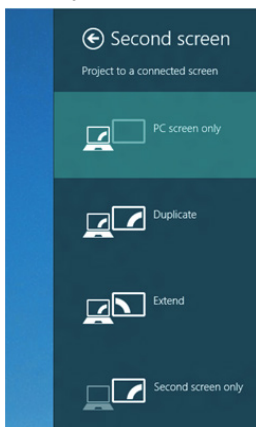 Second screen
Project to a connected screen
PC screen only
Duplicate
Extend
Second screen only